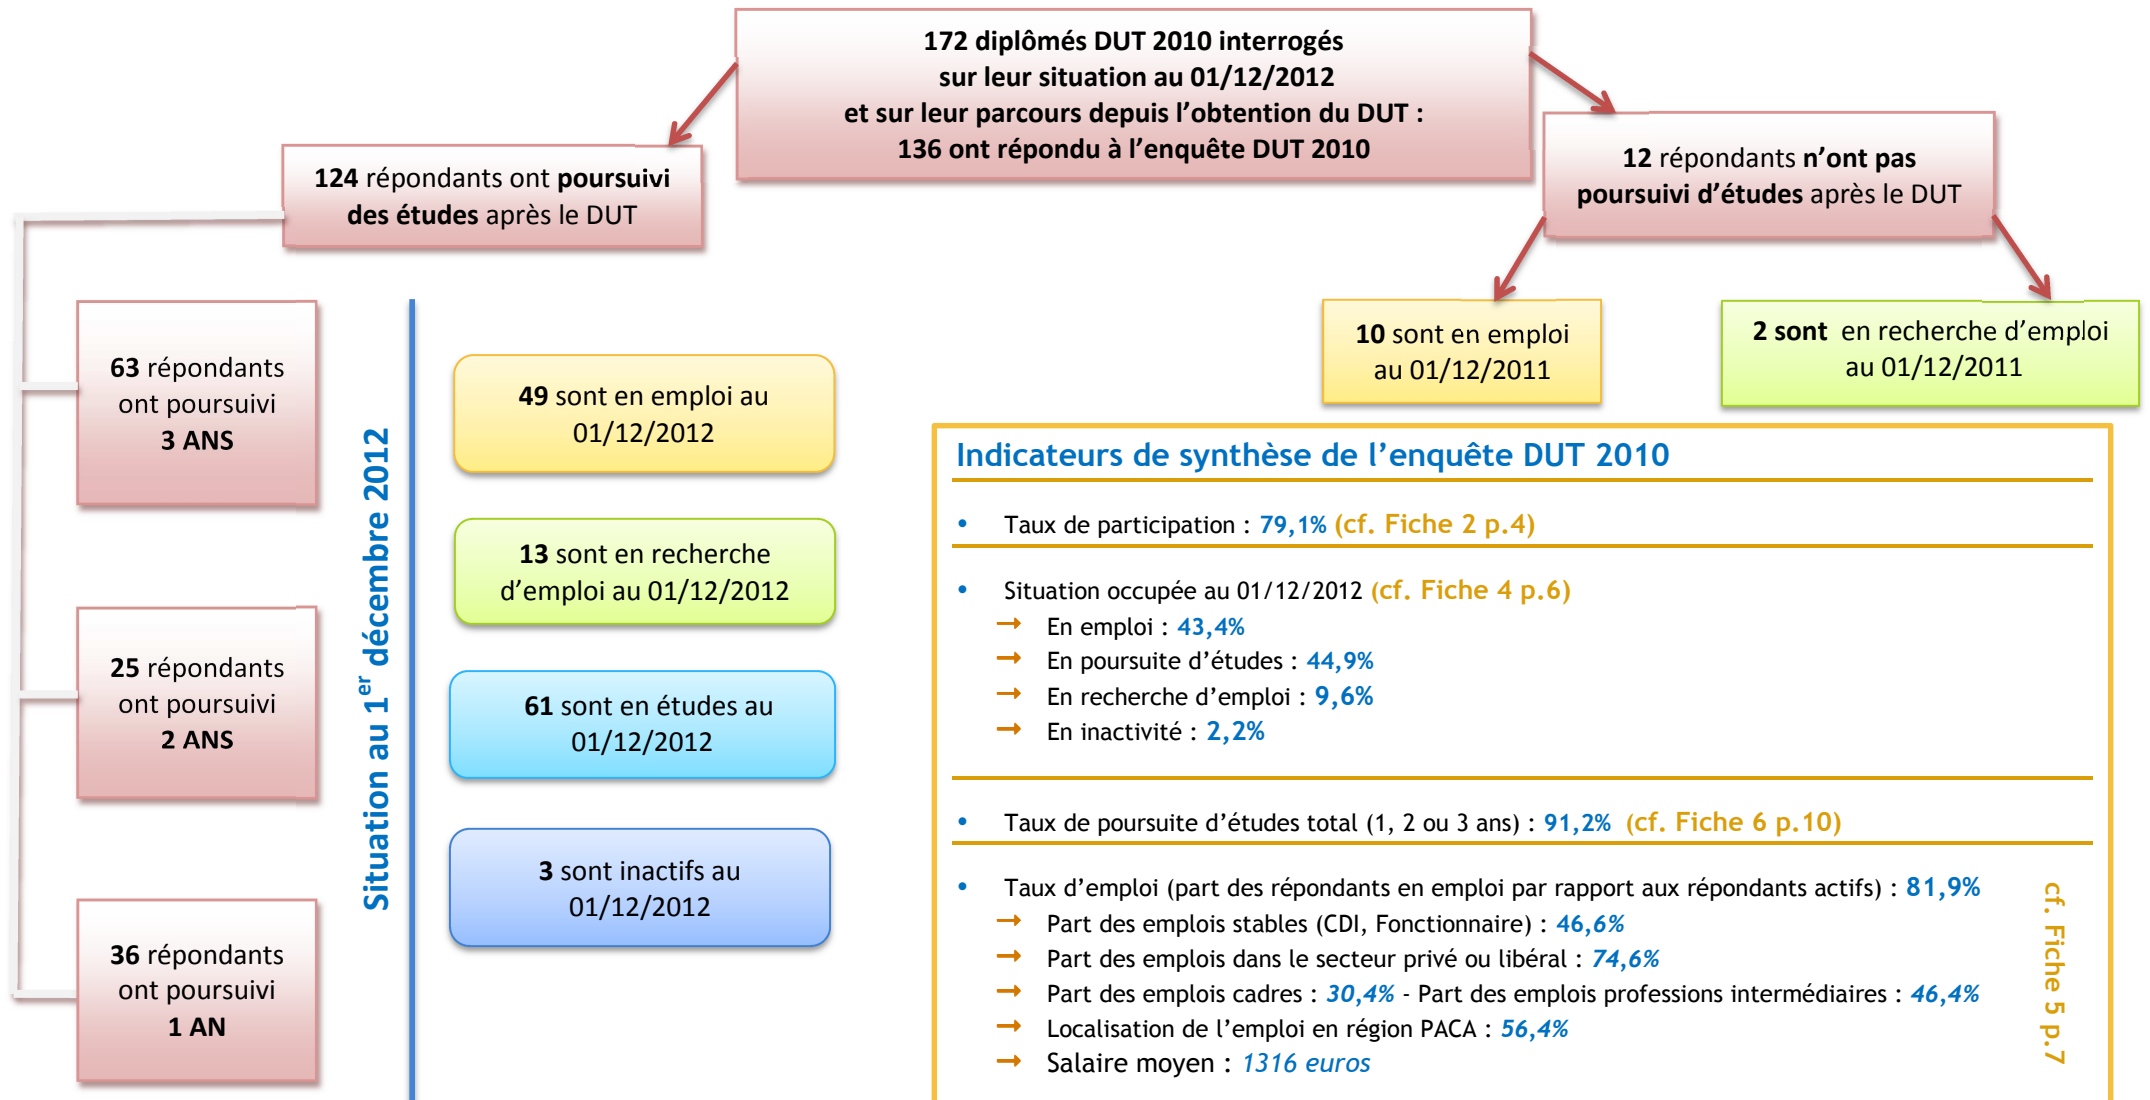 172 diplômés DUT 2010 interrogés
sur leur situation au 01/12/2012
et sur leur parcours depuis l'obtention du DUT :
136 ont répondu à l'enquête DUT 2010
124 répondants ont poursuivi
des études après le DUT
12 répondants n'ont pas
poursuivi d'études après le DUT
10 sont en emploi
au 01/12/2011
2 sont en recherche d'emploi
au 01/12/2011
63 répondants
ont poursuivi
3 ANS
25 répondants
ont poursuivi
2 ANS
36 répondants
ont poursuivi
1 AN
Situation au 1er décembre 2012
49 sont en emploi au
01/12/2012
13 sont en recherche
d'emploi au 01/12/2012
61 sont en études au
01/12/2012
3 sont inactifs au
01/12/2012
Indicateurs de synthèse de l'enquête DUT 2010
• Taux de participation : 79,1% (cf. Fiche 2 p.4)
• Situation occupée au 01/12/2012 (cf. Fiche 4 p.6)
→ En emploi : 43,4%
→ En poursuite d'études : 44,9%
→ En recherche d'emploi : 9,6%
→ En inactivité : 2,2%
• Taux de poursuite d'études total (1, 2 ou 3 ans) : 91,2% (cf. Fiche 6 p.10)
• Taux d'emploi (part des répondants en emploi par rapport aux répondants actifs) : 81,9%
→ Part des emplois stables (CDI, Fonctionnaire) : 46,6%
→ Part des emplois dans le secteur privé ou libéral : 74,6%
→ Part des emplois cadres : 30,4% - Part des emplois professions intermédiaires : 46,4%
→ Localisation de l'emploi en région PACA : 56,4%
→ Salaire moyen : 1316 euros
cf. Fiche 5 p.7